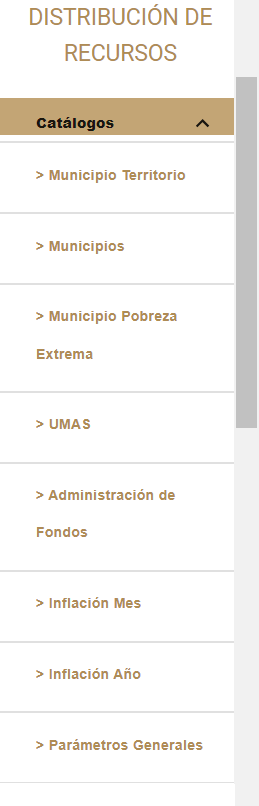 DISTRIBUCIÓN DE
RECURSOS
Catálogos
> Municipio Territorio
> Municipios
> Municipio Pobreza
Extrema
> UMAS
> Administración de
Fondos
> Inflación Mes
> Inflación Año
> Parámetros Generales